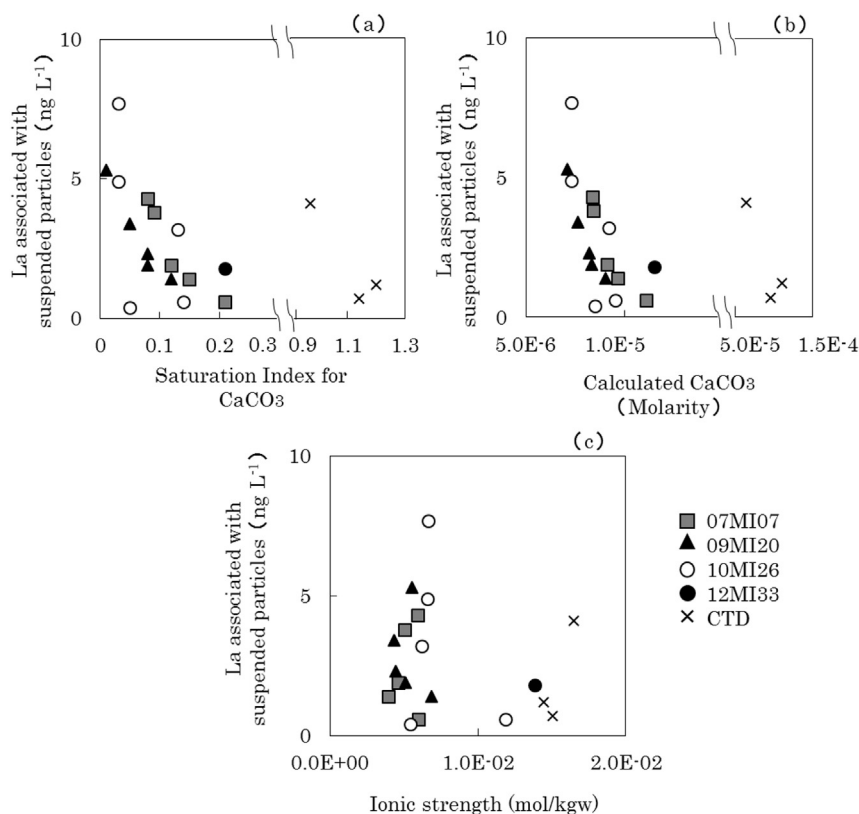 (a)
10
5
0
La associated with
suspended particles (ng L-1)
0
0.1
0.2
0.3
0.9
1.1
1.3
Saturation Index for
CaCO3
(b)
10
5
0
La associated with
suspended particles (ng L-1)
5.0E-6
1.0E-5
5.0E-5
1.5E-4
Calculated CaCO3
(Molarity)
(c)
10
5
0
La associated with
suspended particles (ng L-1)
0.0E+00
1.0E-02
2.0E-02
Ionic strength (mol/kgw)
07MI07
09MI20
10MI26
12MI33
CTD